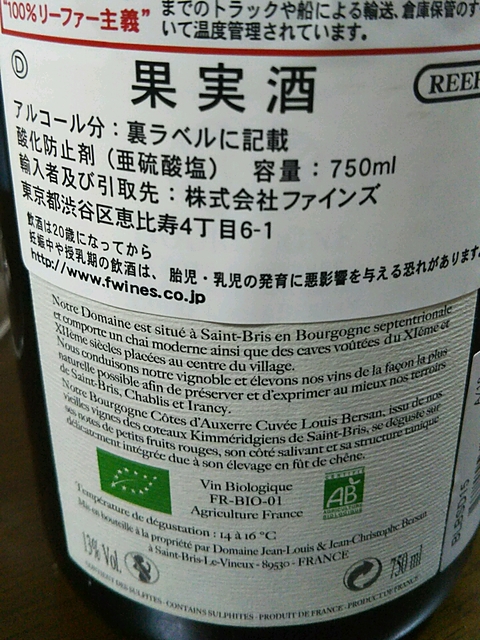 "100%リーファー主義"
までのトラックや船による輸送、倉庫保管のす
いて温度管理されています。
D
果実酒
REEF
アルコール分：裏ラベルに記載
酸化防止剤（亜硫酸塩） 容量：750ml
輸入者及び引取先：株式会社ファインズ
東京都渋谷区恵比寿4丁目6-1
飲酒は20歳になってから
妊娠中や授乳期の飲酒は、胎児・乳児の発育に悪影響を与える恐れがあります。
http://www.fwines.co.jp
Notre Domaine est situé à Saint-Bris en Bourgogne septentrionale
et comporte un chai moderne ainsi que des caves voûtées du XIème et
XIIème siècles placées au centre du village.
Nous conduisons notre vignoble et élevons nos vins de la façon la plus
naturelle possible afin de préserver et d'exprimer au mieux nos terroirs
de Saint-Bris, Chablis et Irancy.
Notre Bourgogne Côtes d'Auxerre Cuvée Louis Bersan, issu de nos
vieilles vignes des coteaux Kimméridgiens de Saint-Bris, se déguste sur
ses notes de petits fruits rouges, son côté salivant et sa structure tanique
délicatement intégrée due à son élevage en fût de chêne.
Vin Biologique
FR-BIO-01
Agriculture France
AB
Température de dégustation : 14 à 16 °C
Mis en bouteille à la propriété par Domaine Jean-Louis & Jean-Christophe Bersan
à Saint-Bris-Le-Vineux - 89530 - FRANCE
13% Vol.
750 ml
CONTIENT DES SULFITES - CONTAINS SULPHITES - PRODUIT DE FRANCE - PRODUCT OF FRANCE